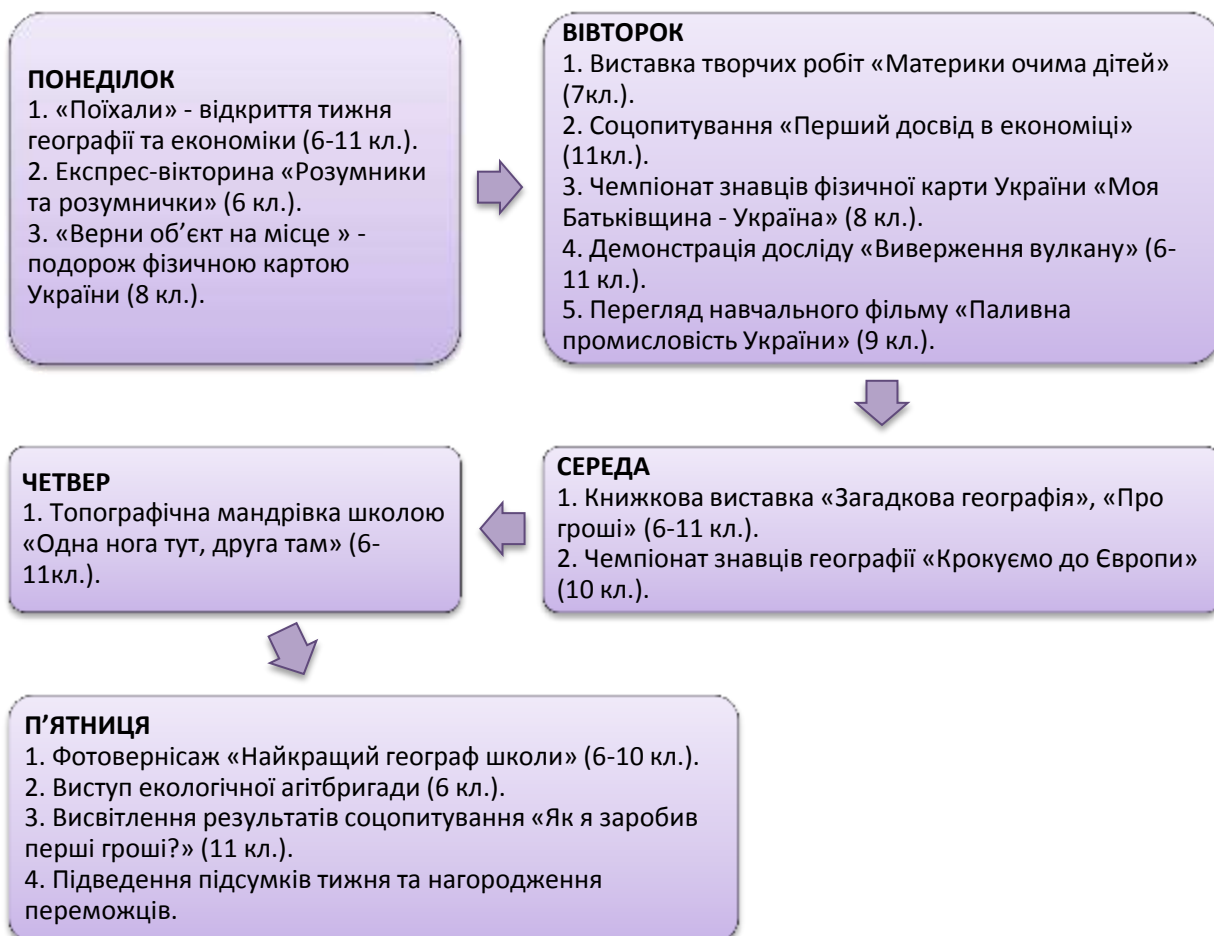 ПОНЕДІЛОК
1. «Поїхали» - відкриття тижня
географії та економіки (6-11 кл.).
2. Експрес-вікторина «Розумники
та розумнички» (6 кл.).
3. «Верни об’єкт на місце » -
подорож фізичною картою
України (8 кл.).
ВІВТОРОК
1. Виставка творчих робіт «Материки очима дітей»
(7кл.).
2. Соцопитування «Перший досвід в економіці»
(11кл.).
3. Чемпіонат знавців фізичної карти України «Моя
Батьківщина - Україна» (8 кл.).
4. Демонстрація досліду «Виверження вулкану» (6-
11 кл.).
5. Перегляд навчального фільму «Паливна
промисловість України» (9 кл.).
СЕРЕДА
1. Книжкова виставка «Загадкова географія», «Про
гроші» (6-11 кл.).
2. Чемпіонат знавців географії «Крокуємо до Європи»
(10 кл.).
ЧЕТВЕР
1. Топографічна мандрівка школою
«Одна нога тут, друга там» (6-
11кл.).
П’ЯТНИЦЯ
1. Фотовернісаж «Найкращий географ школи» (6-10 кл.).
2. Виступ екологічної агітбригади (6 кл.).
3. Висвітлення результатів соцопитування «Як я заробив
перші гроші?» (11 кл.).
4. Підведення підсумків тижня та нагородження
переможців.